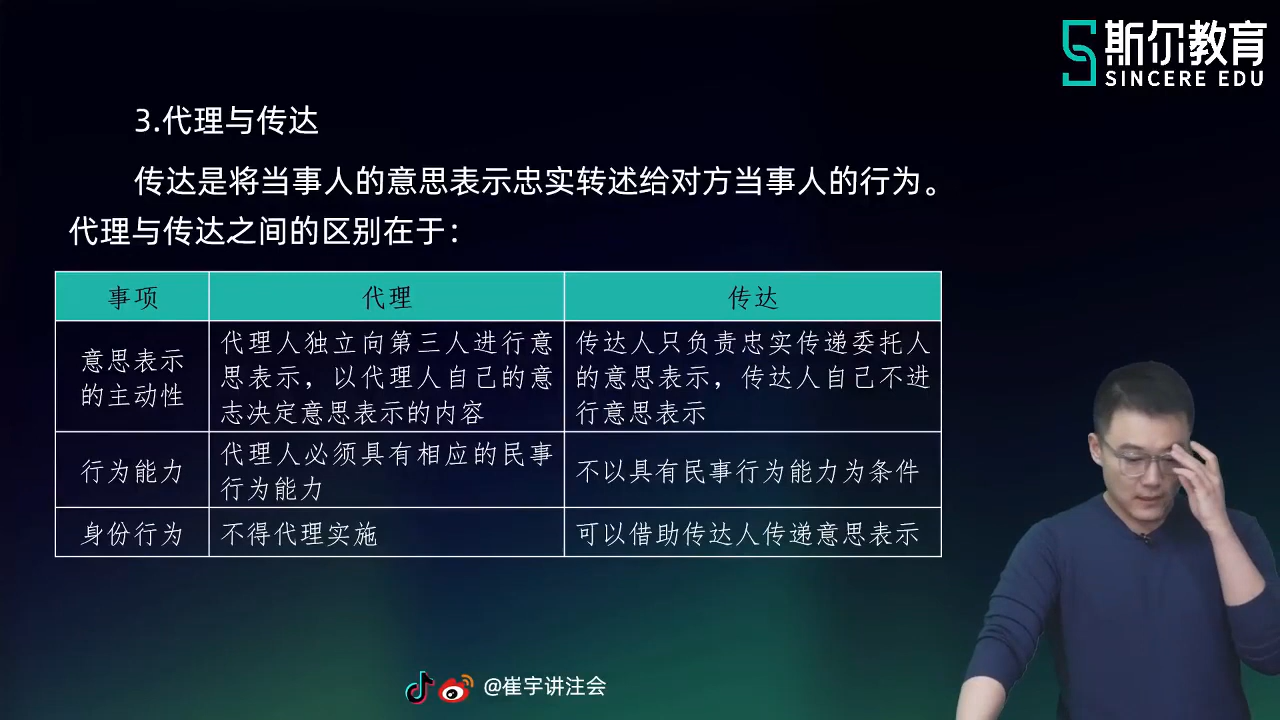 斯尔教育
SINCERE EDU
3.代理与传达
传达是将当事人的意思表示忠实转述给对方当事人的行为。
代理与传达之间的区别在于：
事项
代理
传达
意思表示
的主动性
代理人独立向第三人进行意
思表示，以代理人自己的意
志决定意思表示的内容
传达人只负责忠实传递委托人
的意思表示，传达人自己不进
行意思表示
行为能力
代理人必须具有相应的民事
行为能力
不以具有民事行为能力为条件
身份行为
不得代理实施
可以借助传达人传递意思表示
@崔宇讲注会